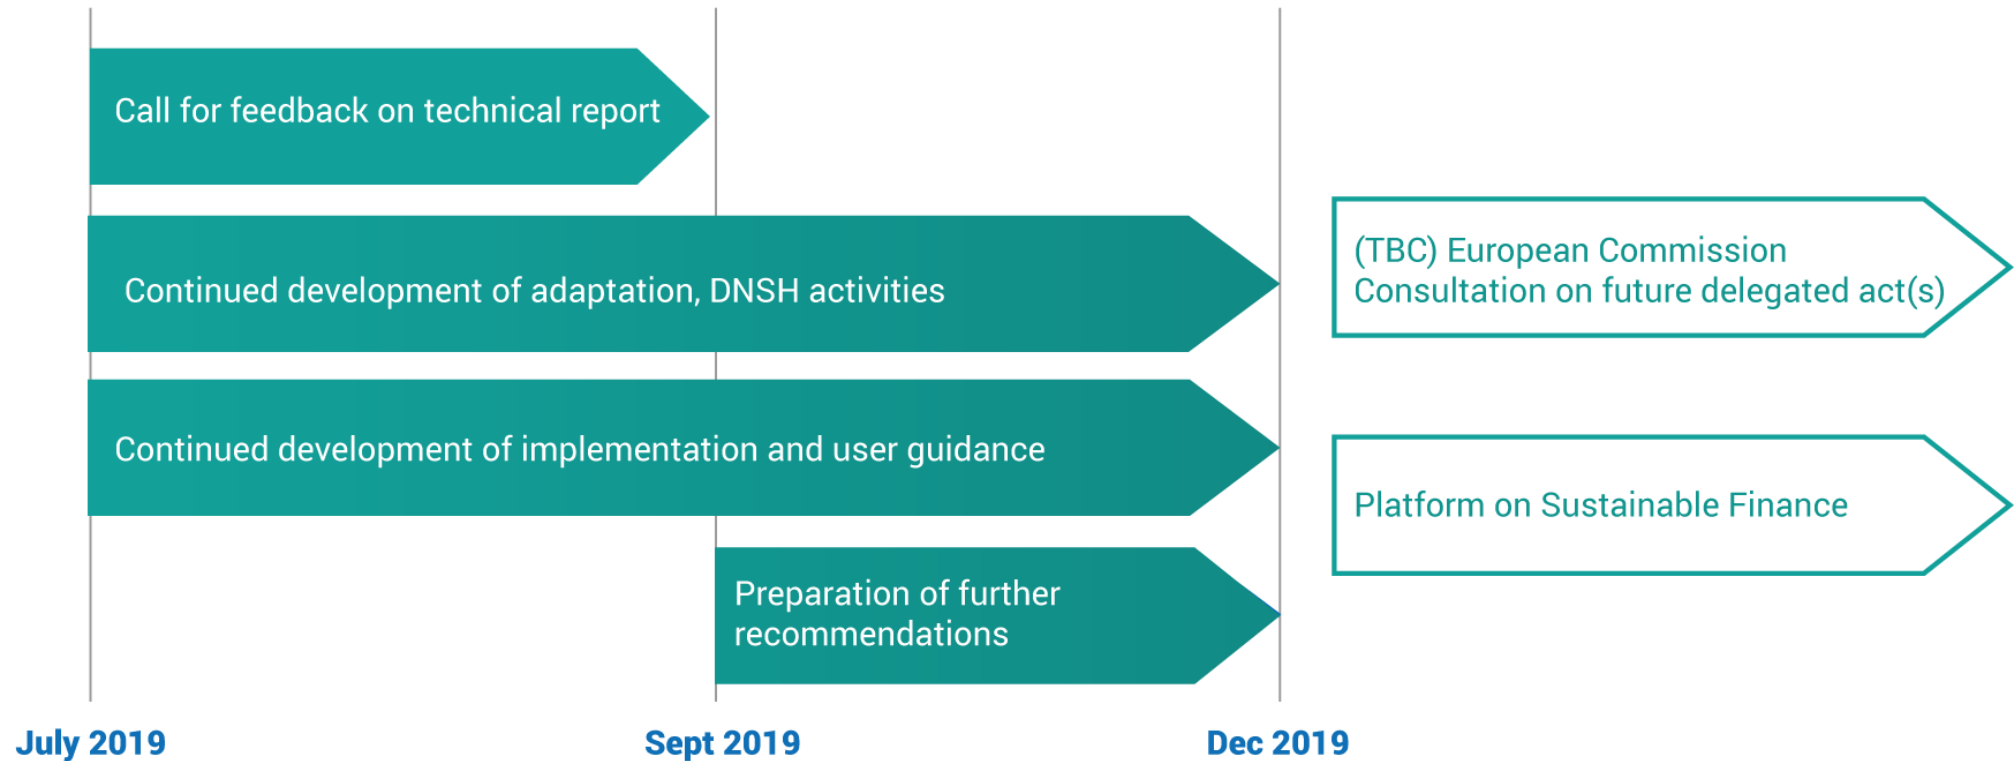 Call for feedback on technical report
Continued development of adaptation, DNSH activities
(TBC) European Commission
Consultation on future delegated act(s)
Continued development of implementation and user guidance
Platform on Sustainable Finance
Preparation of further
recommendations
July 2019
Sept 2019
Dec 2019